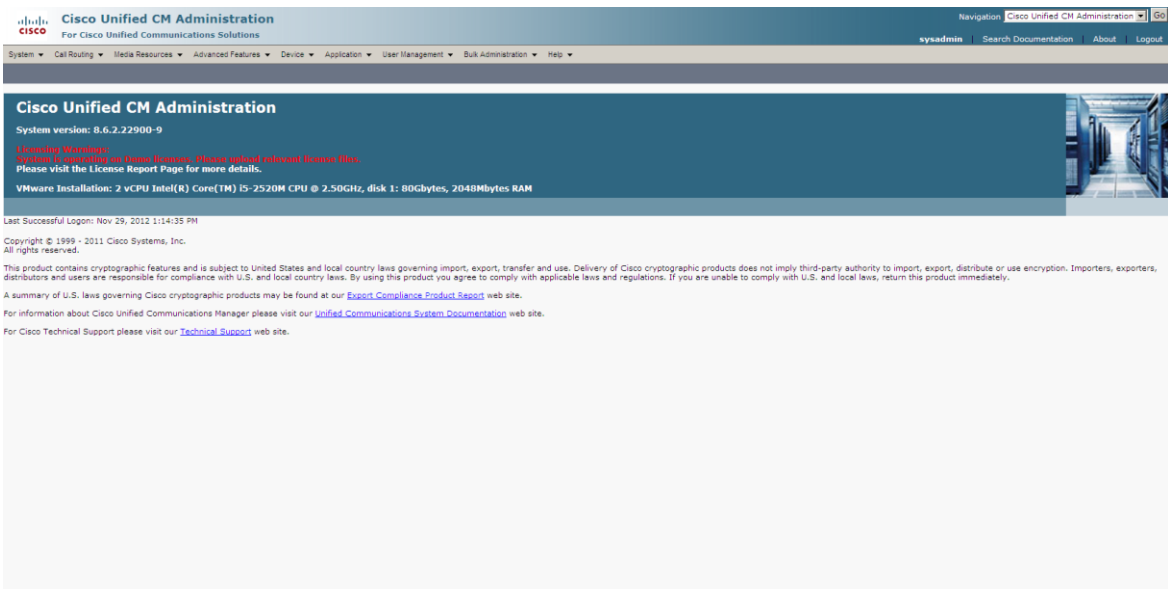 CISCO
Cisco Unified CM Administration
For Cisco Unified Communications Solutions
Navigation Cisco Unified CM Administration Go
sysadmin | Search Documentation | About | Logout
System Call Routing Media Resources Advanced Features Device Application User Management Bulk Administration Help
Cisco Unified CM Administration
System version: 8.6.2.22900-9
Licensing Warnings:
System is operating on Demo licenses. Please upload relevant license files.
Please visit the License Report Page for more details.
VMware Installation: 2 vCPU Intel(R) Core(TM) i5-2520M CPU @ 2.50GHz, disk 1: 80Gbytes, 2048Mbytes RAM
Last Successful Logon: Nov 29, 2012 1:14:35 PM
Copyright © 1999 - 2011 Cisco Systems, Inc.
All rights reserved.
This product contains cryptographic features and is subject to United States and local country laws governing import, export, transfer and use. Delivery of Cisco cryptographic products does not imply third-party authority to import, export, distribute or use encryption. Importers, exporters,
distributors and users are responsible for compliance with U.S. and local country laws. By using this product you agree to comply with applicable laws and regulations. If you are unable to comply with U.S. and local laws, return this product immediately.
A summary of U.S. laws governing Cisco cryptographic products may be found at our Export Compliance Product Report web site.
For information about Cisco Unified Communications Manager please visit our Unified Communications System Documentation web site.
For Cisco Technical Support please visit our Technical Support web site.